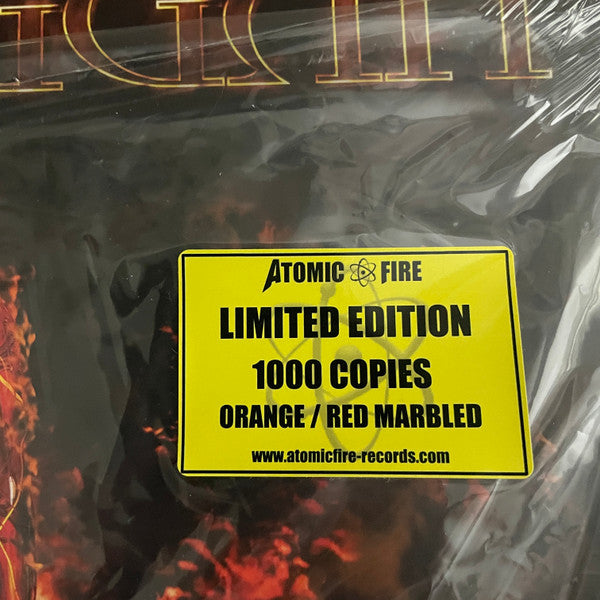 ATOMIC FIRE
LIMITED EDITION
1000 COPIES
ORANGE / RED MARBLED
www.atomicfire-records.com